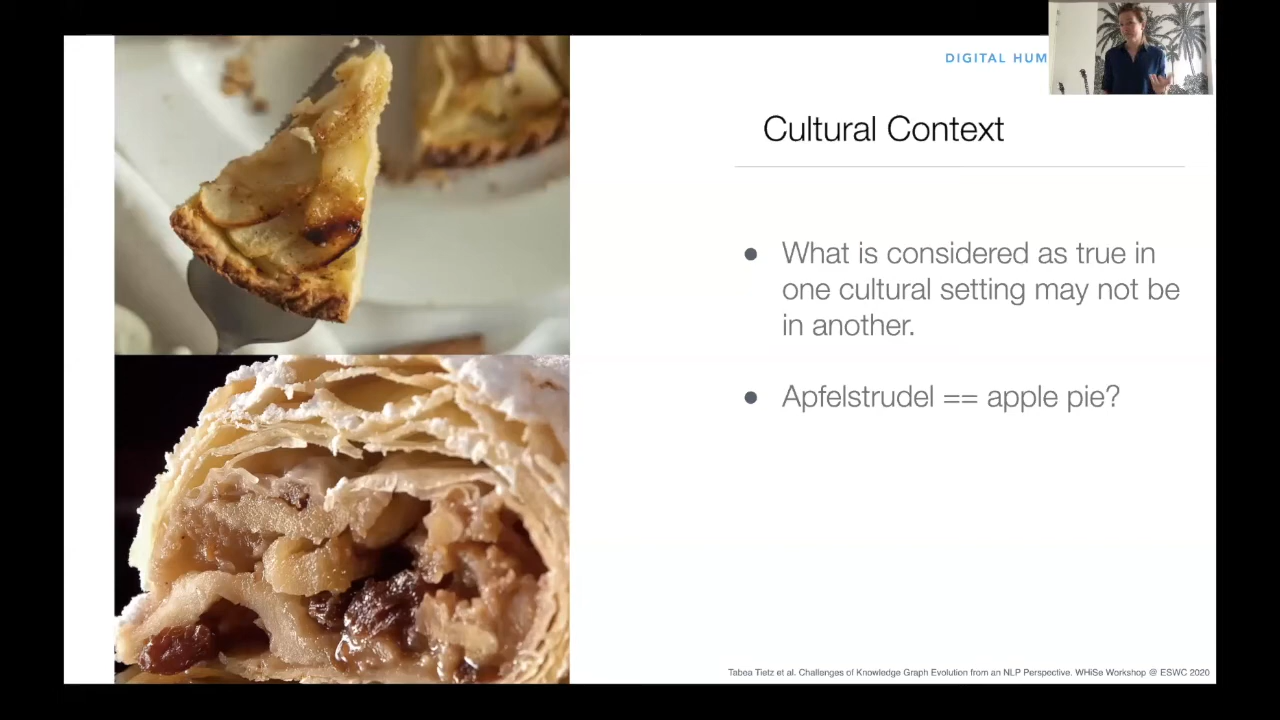 DIGITAL HUM
Cultural Context
● What is considered as true in
one cultural setting may not be
in another.
● Apfelstrudel == apple pie?
Tabea Tietz et al. Challenges of Knowledge Graph Evolution from an NLP Perspective. WHiSe Workshop @ ESWC 2020